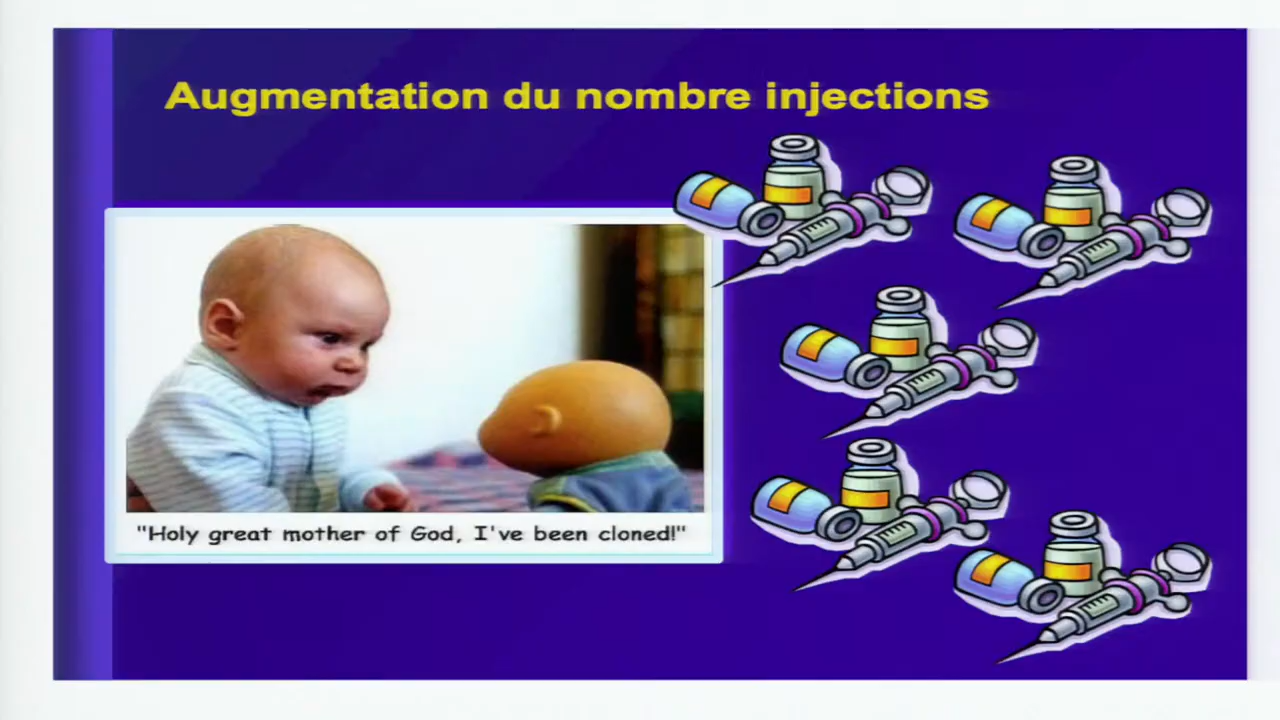 Augmentation du nombre injections
"Holy great mother of God, I've been cloned!"